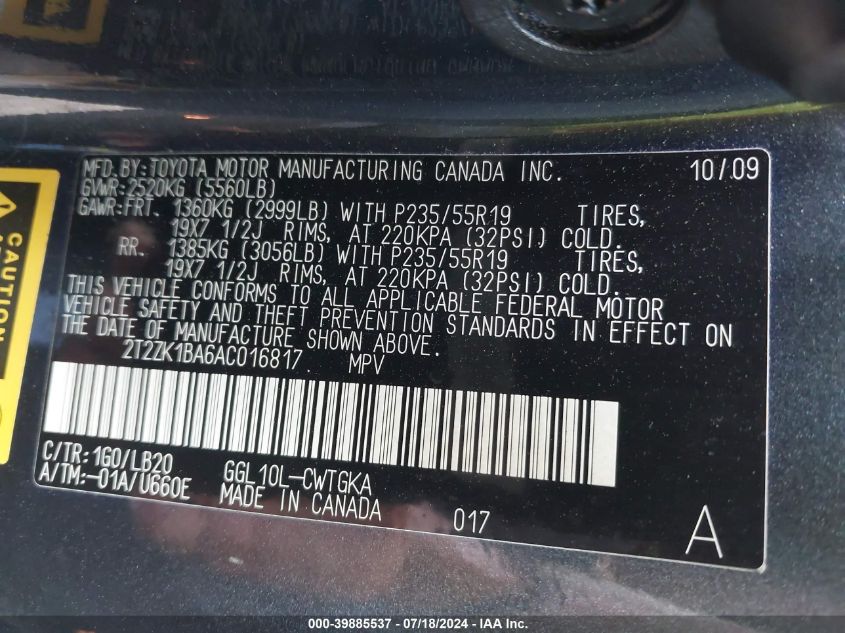 MFD.BY:TOYOTA MOTOR MANUFACTURING CANADA INC. 10/09
GVWR:2520KG (5560LB)
GAWR:FRT. 1360KG (2999LB) WITH P235/55R19 TIRES,
19X7 1/2J RIMS, AT 220KPA (32PSI) COLD.
RR. 1385KG (3056LB) WITH P235/55R19 TIRES,
19X7 1/2J RIMS, AT 220KPA (32PSI) COLD.
THIS VEHICLE CONFORMS TO ALL APPLICABLE FEDERAL MOTOR
VEHICLE SAFETY AND THEFT PREVENTION STANDARDS IN EFFECT ON
THE DATE OF MANUFACTURE SHOWN ABOVE.
2T2ZK1BA6AC016817 MPV
C/TR:1G0/LB20
A/TM:-01A/U660E
GGL10L-CWTGKA
MADE IN CANADA
017
A
CAUTION
000-39885537 - 07/18/2024 - IAA Inc.